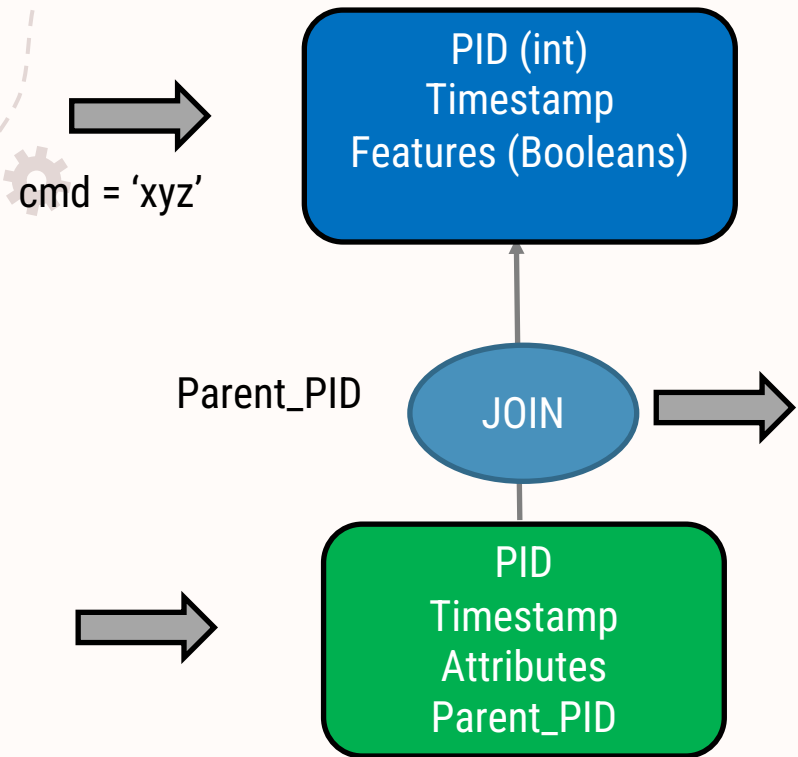 PID (int)
Timestamp
Features (Booleans)
cmd = ‘xyz’
Parent_PID
JOIN
PID
Timestamp
Attributes
Parent_PID